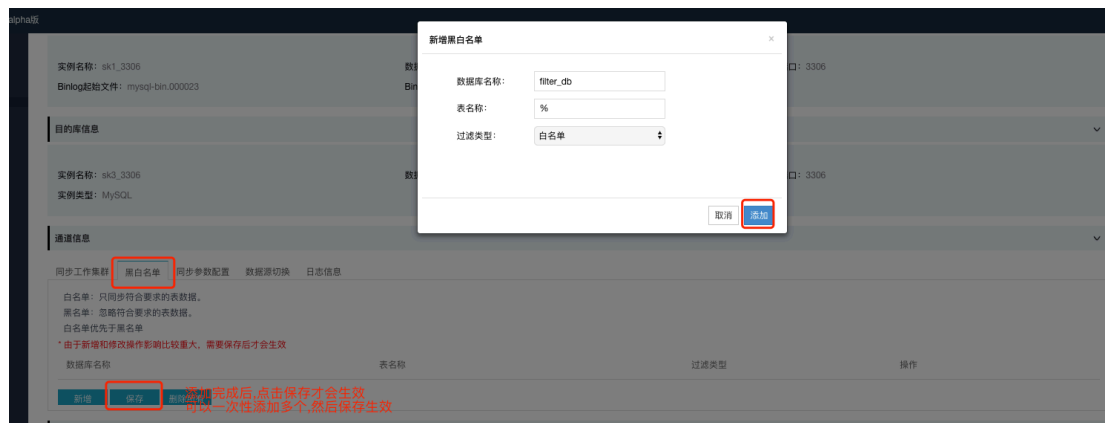 alpha版
新增黑白名单
×
实例名称: sk1_3306
数据
口: 3306
Binlog起始文件: mysql-bin.000023
Bin
数据库名称:
filter_db
表名称:
%
过滤类型:
白名单
目的库信息
实例名称: sk3_3306
数据
口: 3306
实例类型: MySQL
取消
添加
通道信息
同步工作集群
黑白名单
同步参数配置
数据源切换
日志信息
白名单: 只同步符合要求的表数据。
黑名单: 忽略符合要求的表数据。
白名单优先于黑名单
*由于新增和修改操作影响比较重大, 需要保存后才会生效
数据库名称
表名称
过滤类型
操作
新增
保存
删除
添加完成后,点击保存才会生效
可以一次性添加多个,然后保存生效